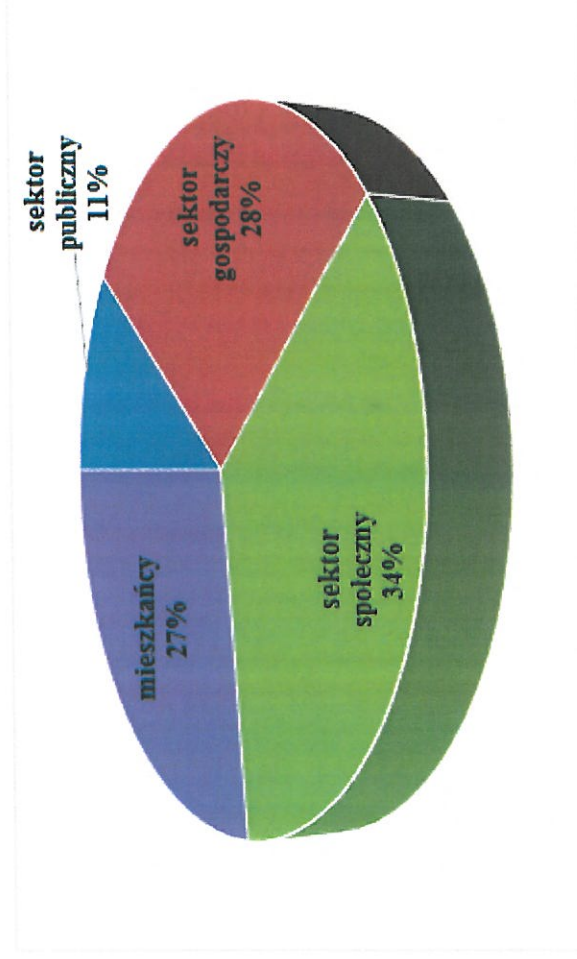 sektor
publiczny
11%
sektor
gospodarczy
28%
sektor
społeczny
34%
mieszkańcy
27%